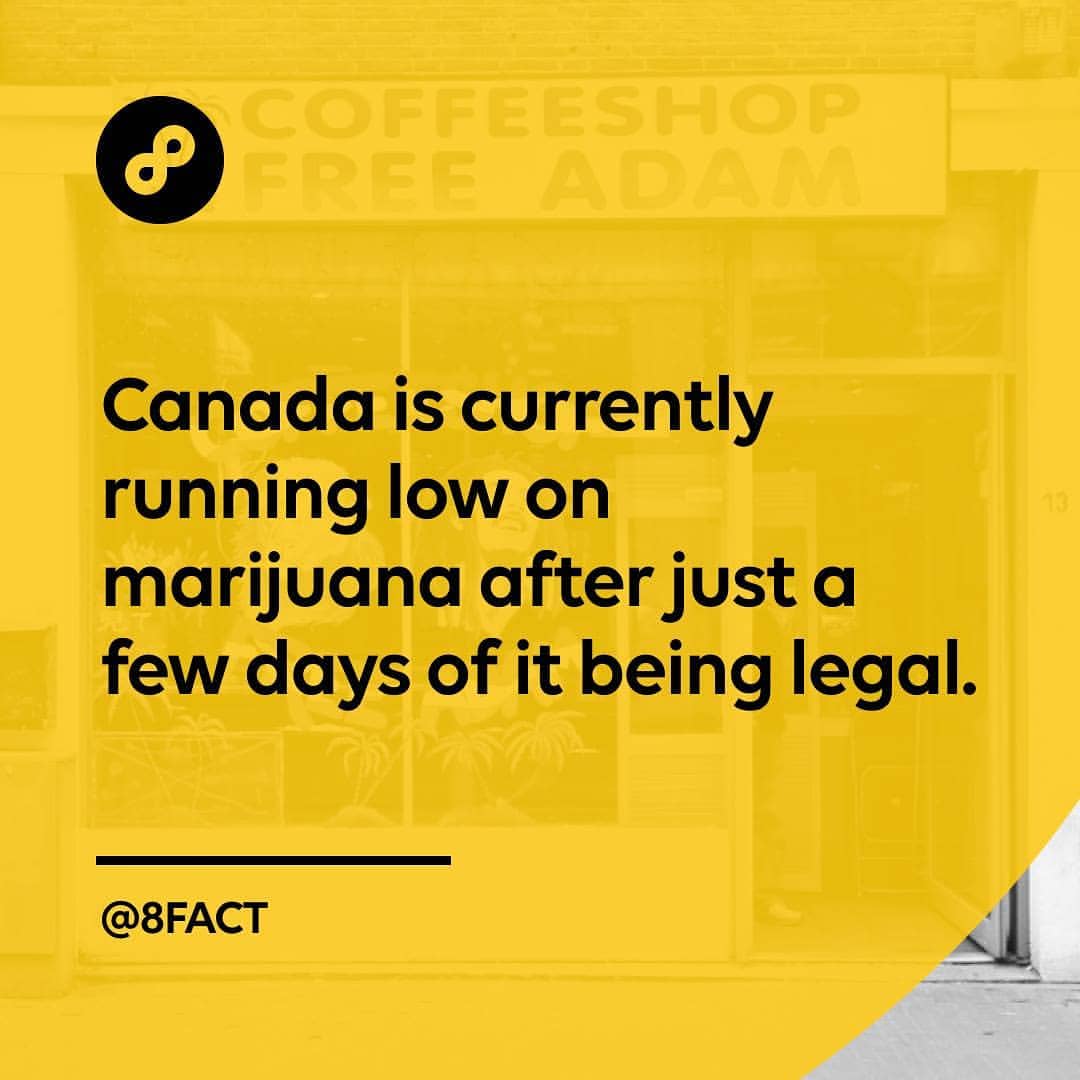 COFFEESHOP
FREE ADAM
Canada is currently
running low on
marijuana after just a
few days of it being legal.
13
@8FACT